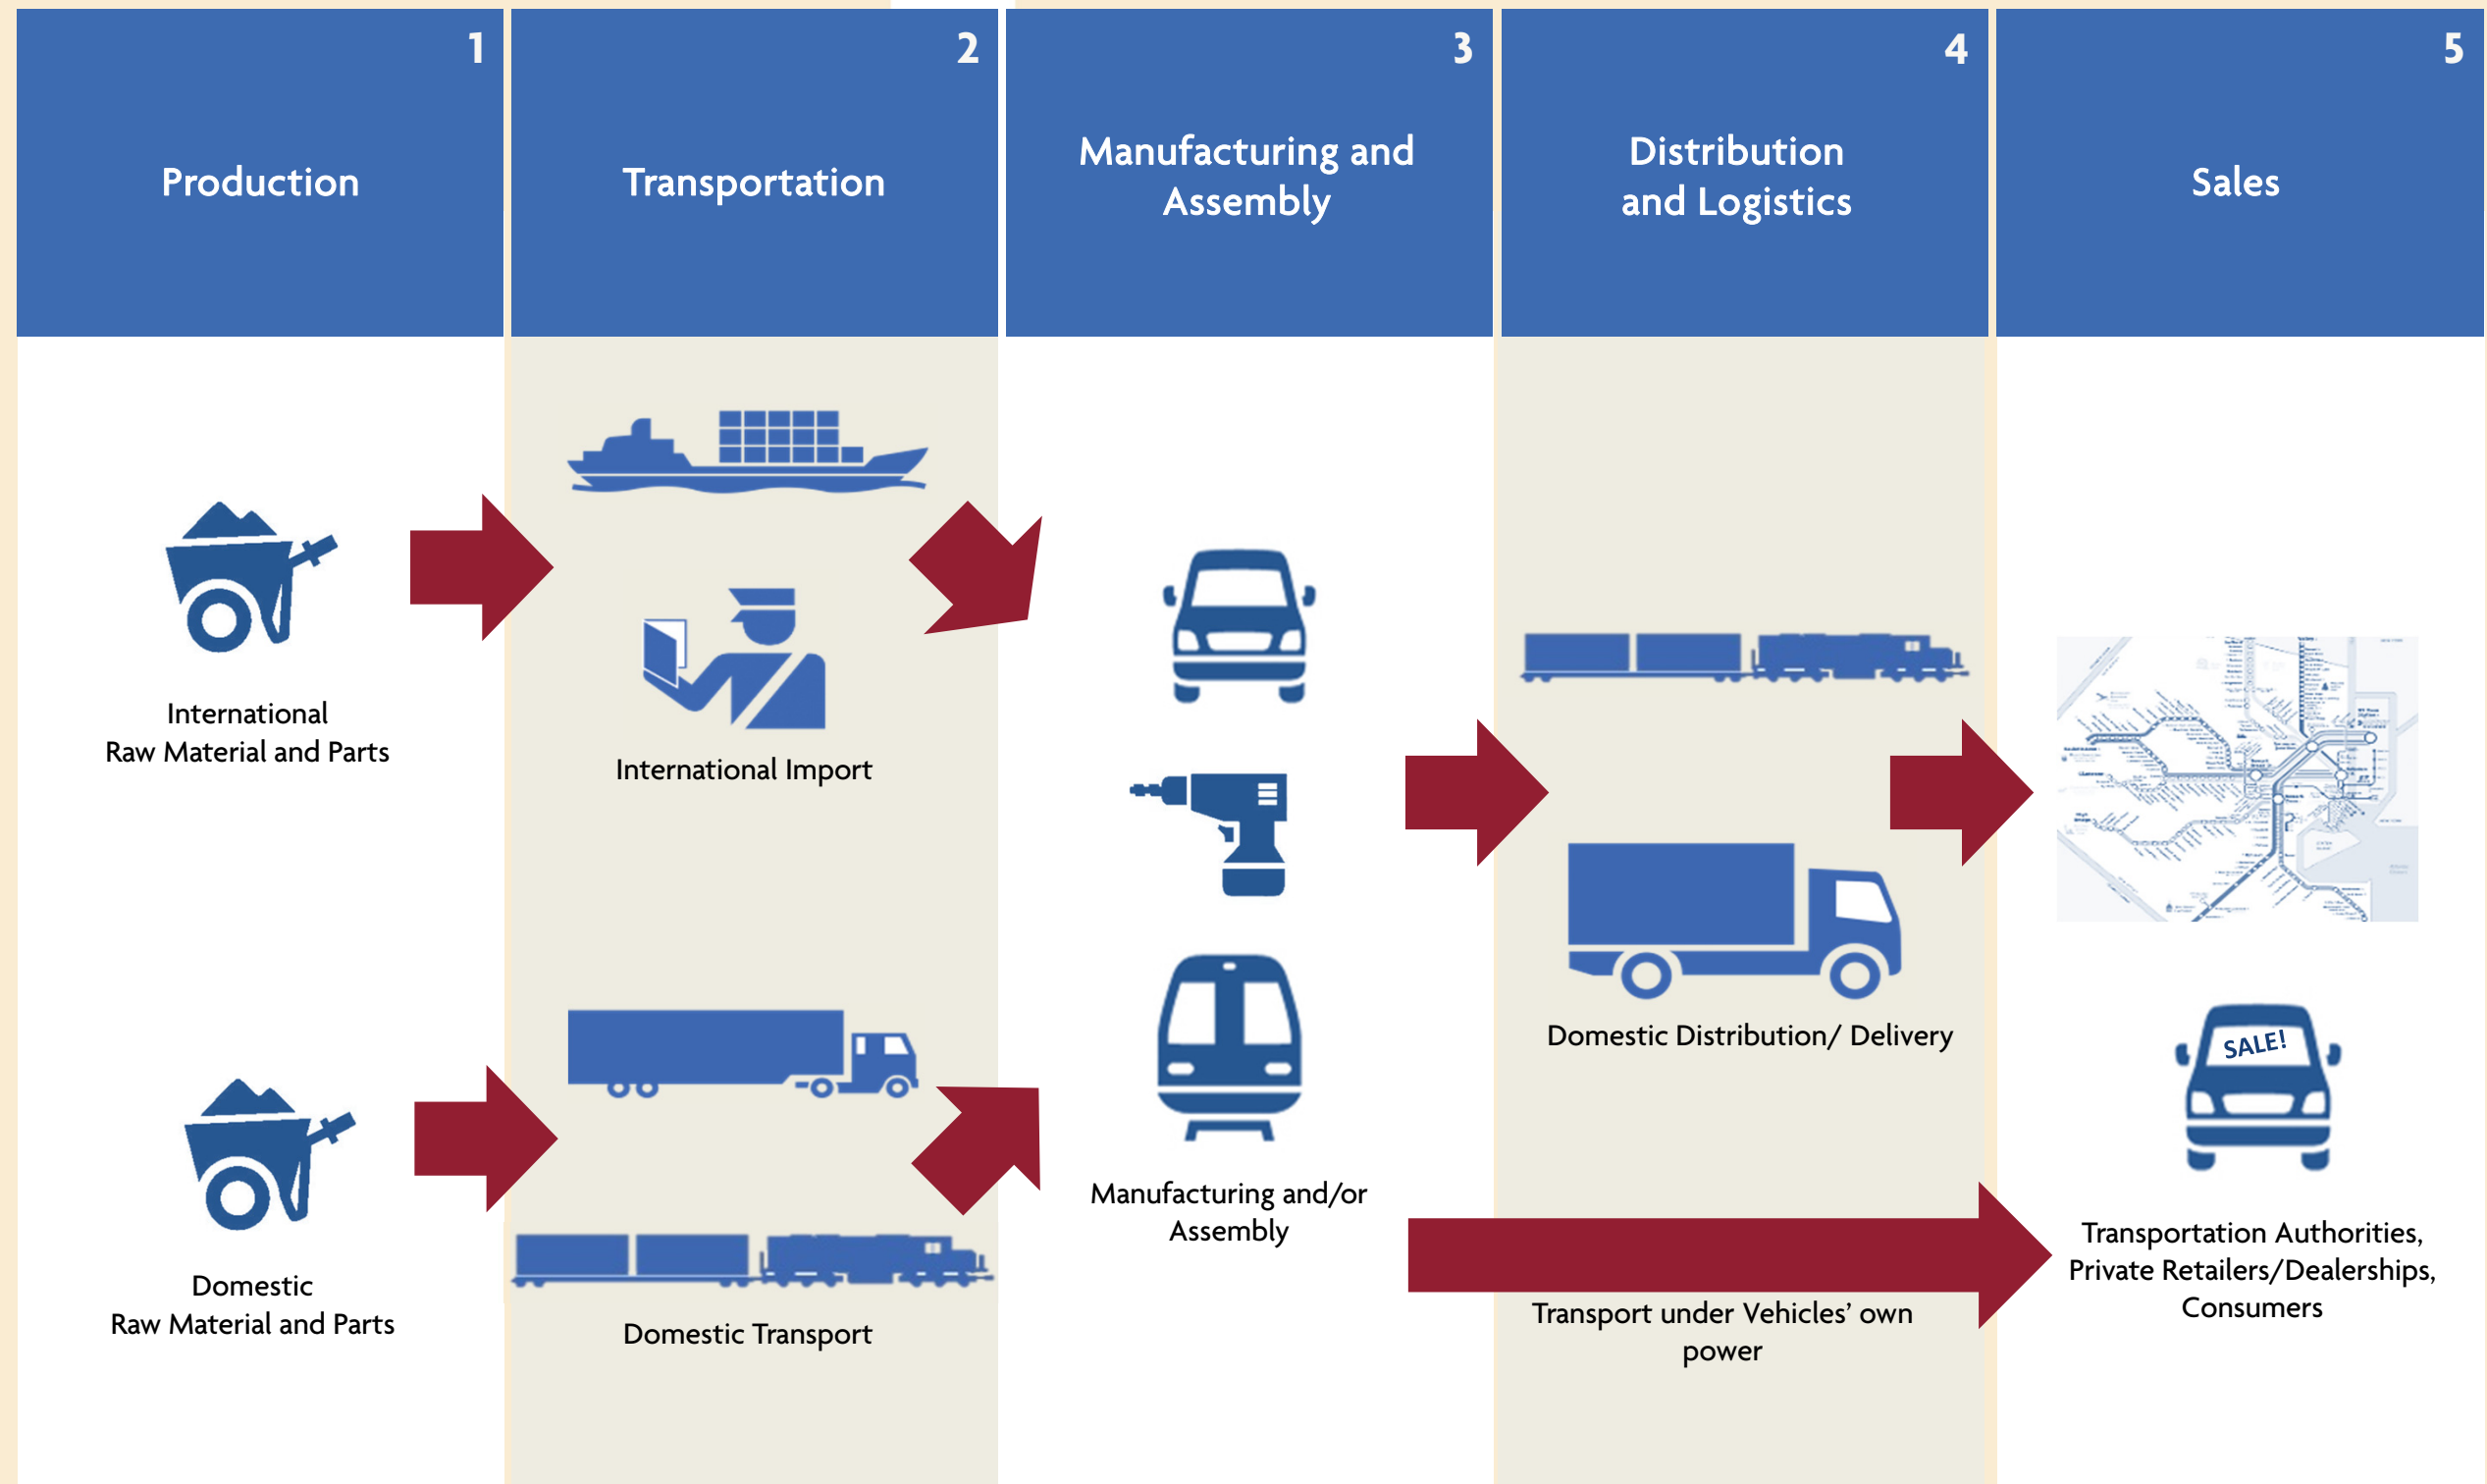 1
Production
2
Transportation
3
Manufacturing and
Assembly
4
Distribution
and Logistics
5
Sales
International
Raw Material and Parts
Domestic
Raw Material and Parts
International Import
Domestic Transport
Manufacturing and/or
Assembly
Domestic Distribution/ Delivery
Transport under Vehicles’ own
power
SALE!
Transportation Authorities,
Private Retailers/Dealerships,
Consumers